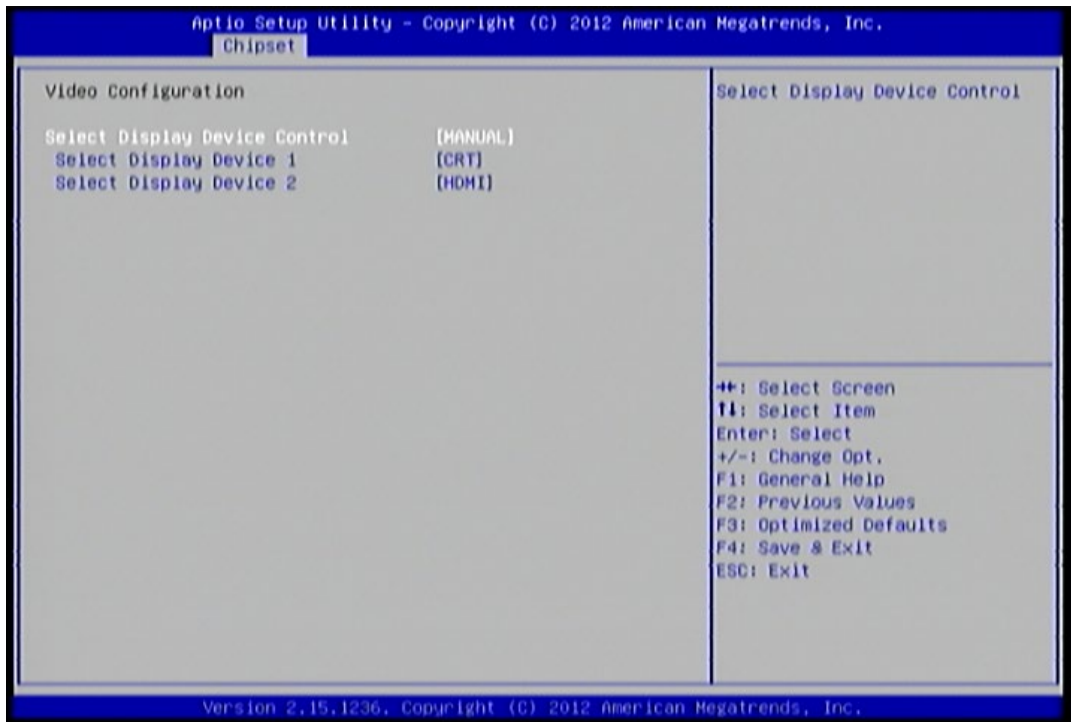 Aptio Setup Utility – Copyright (C) 2012 American Megatrends, Inc.
Chipset
Video Configuration
Select Display Device Control [MANUAL]
Select Display Device 1 [CRT]
Select Display Device 2 [HDMI]
Select Display Device Control
→←: Select Screen
↑↓: Select Item
Enter: Select
+/-: Change Opt.
F1: General Help
F2: Previous Values
F3: Optimized Defaults
F4: Save & Exit
ESC: Exit
Version 2.15.1236. Copyright (C) 2012 American Megatrends, Inc.